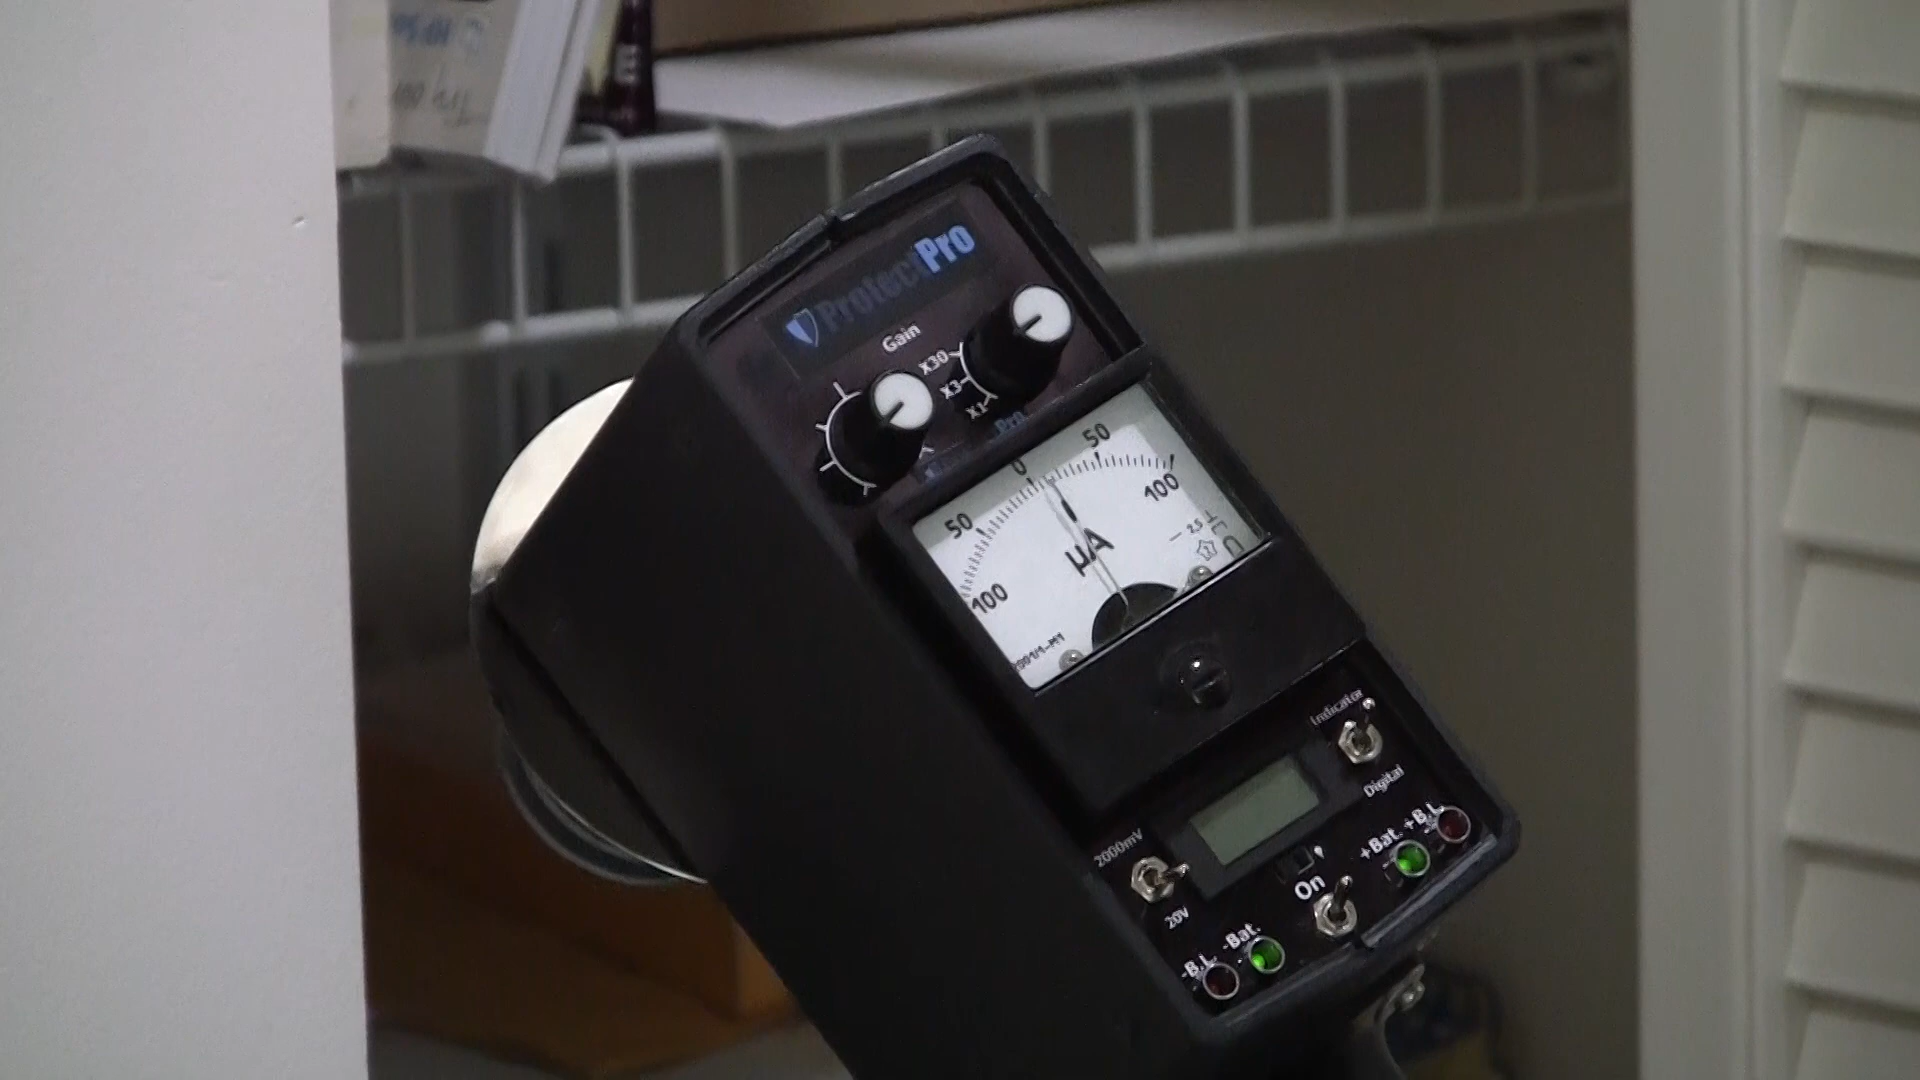 ProtectPro
Gain
X30
X3
X1
Pro
50 0 50
100 100
µA
2,5
Indicator
Digital
2000mV
20V
On
+Bat. +B.L.
-B.L. -Bat.